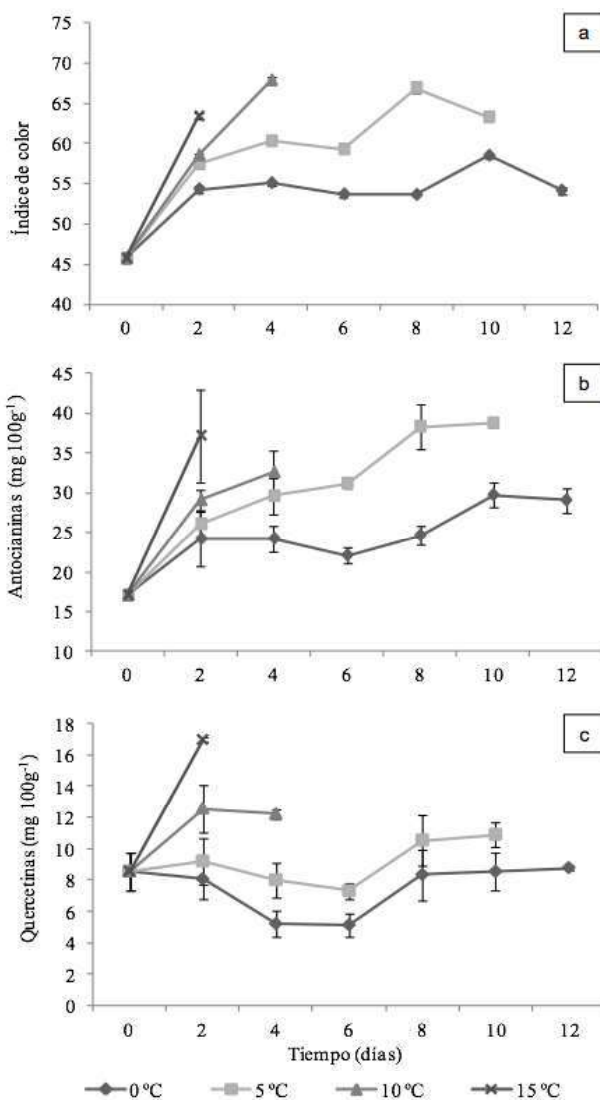 a
75
70
65
60
55
50
45
40
Índice de color
0 2 4 6 8 10 12
b
45
40
35
30
25
20
15
10
Antocianinas (mg 100g⁻¹)
0 2 4 6 8 10 12
c
18
16
14
12
10
8
6
4
2
0
Quercetinas (mg 100g⁻¹)
0 2 4 6 8 10 12
Tiempo (días)
0 ºC 5 ºC 10 ºC 15 ºC